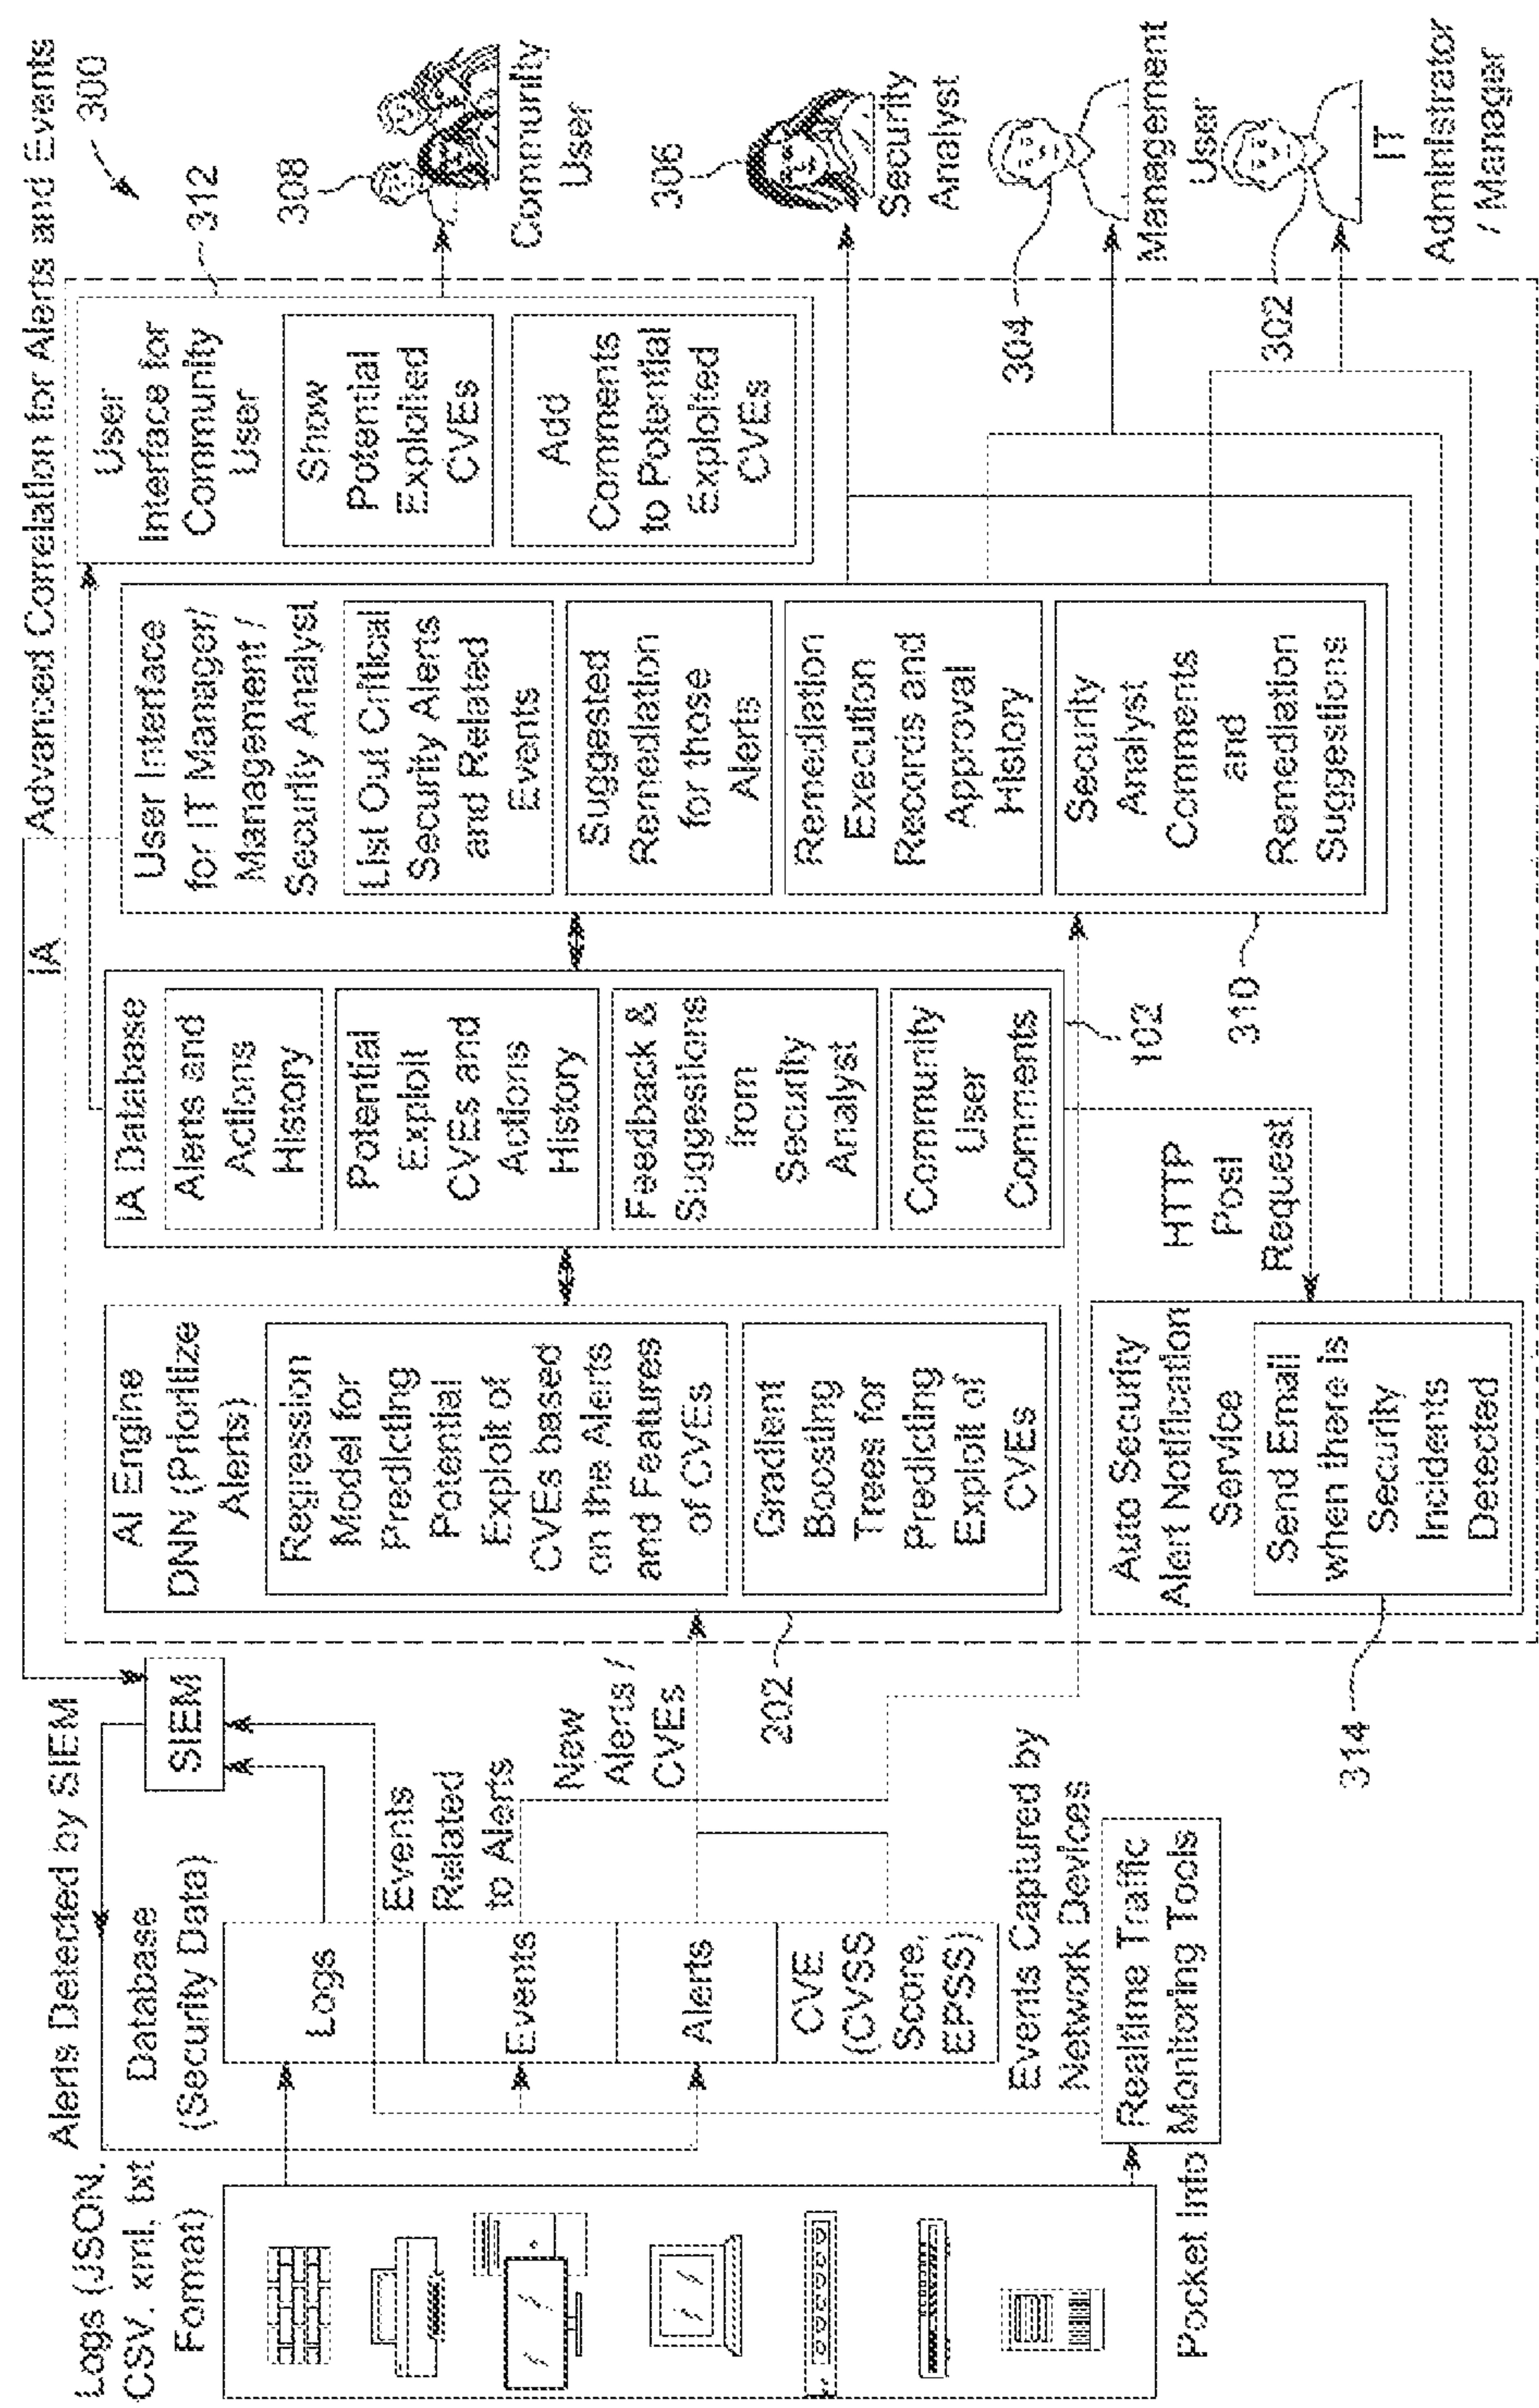 Advanced Correlation for Alerts and Events
300
Logs (JSON,
CSV, xml, txt
Format)
Pocket Info
Alerts Detected by SIEM
Database
(Security Data)
Logs
Events
Alerts
CVE
(CVSS
Score,
EPSS)
Events Captured by
Network Devices
Realtime Traffic
Monitoring Tools
SIEM
Events
Related
to Alerts
New
Alerts /
CVEs
202
314
IA
AI Engine
DNN (Prioritize
Alerts)
Regression
Model for
Predicting
Potential
Exploit of
CVEs based
on the Alerts
and Features
of CVEs
Gradient
Boosting
Trees for
Predicting
Exploit of
CVEs
Auto Security
Alert Notification
Service
Send Email
when there is
Security
Incidents
Detected
IA Database
Alerts and
Actions
History
Potential
Exploit
CVEs and
Actions
History
Feedback &
Suggestions
from
Security
Analyst
Community
User
Comments
HTTP
Post
Request
102
310
User Interface
for IT Manager/
Management /
Security Analyst
List Out Critical
Security Alerts
and Related
Events
Suggested
Remediation
for those
Alerts
Remediation
Execution
Records and
Approval
History
Security
Analyst
Comments
and
Remediation
Suggestions
User
Interface for
Community
User
Show
Potential
Exploited
CVEs
Add
Comments
to Potential
Exploited
CVEs
312
308
Community
User
306
Security
Analyst
304
Management
User
302
IT
Administrator
/ Manager